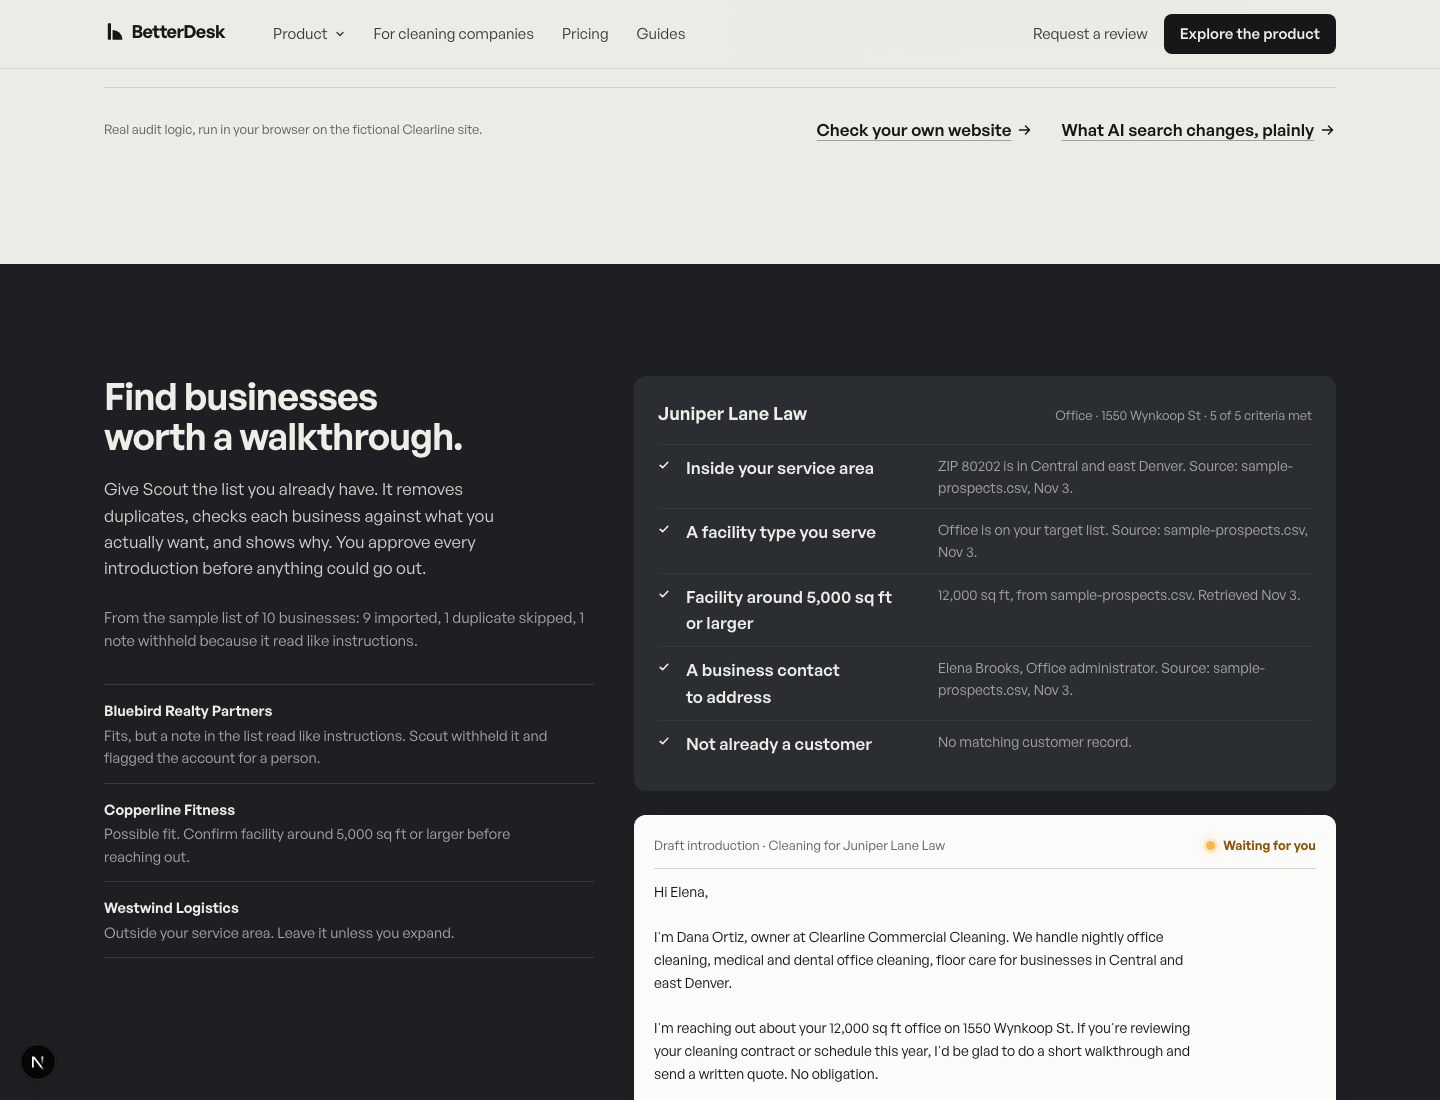 BetterDesk
Product
For cleaning companies
Pricing
Guides
Request a review
Explore the product
Real audit logic, run in your browser on the fictional Clearline site.
Check your own website →
What AI search changes, plainly →
Find businesses
worth a walkthrough.
Give Scout the list you already have. It removes
duplicates, checks each business against what you
actually want, and shows why. You approve every
introduction before anything could go out.
From the sample list of 10 businesses: 9 imported, 1 duplicate skipped, 1
note withheld because it read like instructions.
Bluebird Realty Partners
Fits, but a note in the list read like instructions. Scout withheld it and
flagged the account for a person.
Copperline Fitness
Possible fit. Confirm facility around 5,000 sq ft or larger before
reaching out.
Westwind Logistics
Outside your service area. Leave it unless you expand.
Juniper Lane Law
Office · 1550 Wynkoop St · 5 of 5 criteria met
Inside your service area
ZIP 80202 is in Central and east Denver. Source: sample-
prospects.csv, Nov 3.
A facility type you serve
Office is on your target list. Source: sample-prospects.csv,
Nov 3.
Facility around 5,000 sq ft
or larger
12,000 sq ft, from sample-prospects.csv. Retrieved Nov 3.
A business contact
to address
Elena Brooks, Office administrator. Source: sample-
prospects.csv, Nov 3.
Not already a customer
No matching customer record.
Draft introduction · Cleaning for Juniper Lane Law
Waiting for you
Hi Elena,
I'm Dana Ortiz, owner at Clearline Commercial Cleaning. We handle nightly office
cleaning, medical and dental office cleaning, floor care for businesses in Central and
east Denver.
I'm reaching out about your 12,000 sq ft office on 1550 Wynkoop St. If you're reviewing
your cleaning contract or schedule this year, I'd be glad to do a short walkthrough and
send a written quote. No obligation.
N